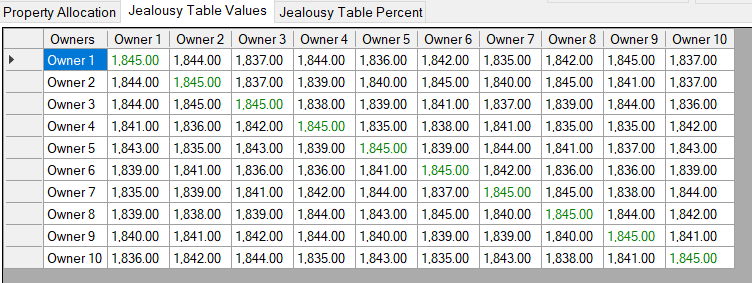 Property Allocation Jealousy Table Values Jealousy Table Percent
Owners Owner 1 Owner 2 Owner 3 Owner 4 Owner 5 Owner 6 Owner 7 Owner 8 Owner 9 Owner 10
Owner 1 1,845.00 1,844.00 1,837.00 1,844.00 1,836.00 1,842.00 1,835.00 1,842.00 1,845.00 1,837.00
Owner 2 1,844.00 1,845.00 1,837.00 1,839.00 1,840.00 1,845.00 1,840.00 1,845.00 1,841.00 1,837.00
Owner 3 1,844.00 1,845.00 1,845.00 1,838.00 1,839.00 1,841.00 1,837.00 1,839.00 1,844.00 1,836.00
Owner 4 1,841.00 1,836.00 1,842.00 1,845.00 1,835.00 1,838.00 1,841.00 1,835.00 1,835.00 1,842.00
Owner 5 1,843.00 1,835.00 1,843.00 1,839.00 1,845.00 1,839.00 1,844.00 1,841.00 1,837.00 1,843.00
Owner 6 1,839.00 1,841.00 1,836.00 1,836.00 1,841.00 1,845.00 1,842.00 1,836.00 1,836.00 1,839.00
Owner 7 1,835.00 1,839.00 1,841.00 1,842.00 1,844.00 1,837.00 1,845.00 1,845.00 1,838.00 1,844.00
Owner 8 1,839.00 1,838.00 1,839.00 1,844.00 1,843.00 1,845.00 1,840.00 1,845.00 1,844.00 1,842.00
Owner 9 1,840.00 1,841.00 1,842.00 1,844.00 1,840.00 1,839.00 1,839.00 1,840.00 1,845.00 1,841.00
Owner 10 1,836.00 1,842.00 1,844.00 1,835.00 1,843.00 1,835.00 1,843.00 1,838.00 1,841.00 1,845.00